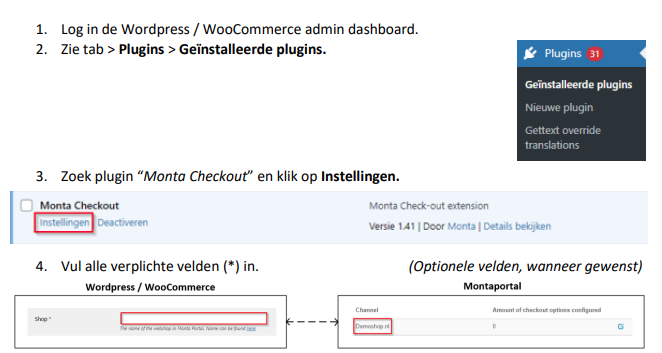 1. Log in de Wordpress / WooCommerce admin dashboard.
2. Zie tab > Plugins > Geïnstalleerde plugins.
Plugins 31
Geïnstalleerde plugins
Nieuwe plugin
Gettext override
translations
3. Zoek plugin “Monta Checkout” en klik op Instellingen.
Monta Checkout
Instellingen Deactiveren
Monta Check-out extension
Versie 1.41 | Door Monta | Details bekijken
4. Vul alle verplichte velden (*) in. (Optionele velden, wanneer gewenst)
Wordpress / WooCommerce
Shop *
The name of the webshop in Monta Portal. Name can be found here
Montaportal
Channel Amount of checkout options configured
Demoshop.nl 0